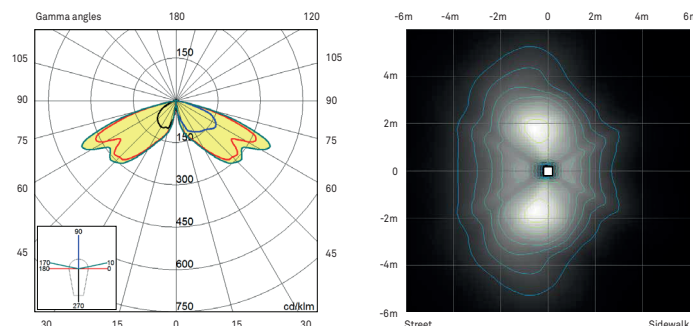 Gamma angles 180 120
105 105
90 90
75 75
60 60
45 45
30 15 0 15 30
150
150
300
450
600
750 cd/klm
90
170 10
180 0
270
-6m -4m -2m 0 2m 4m 6m
4m
2m
0
-2m
-4m
-6m
Street Sidewalk